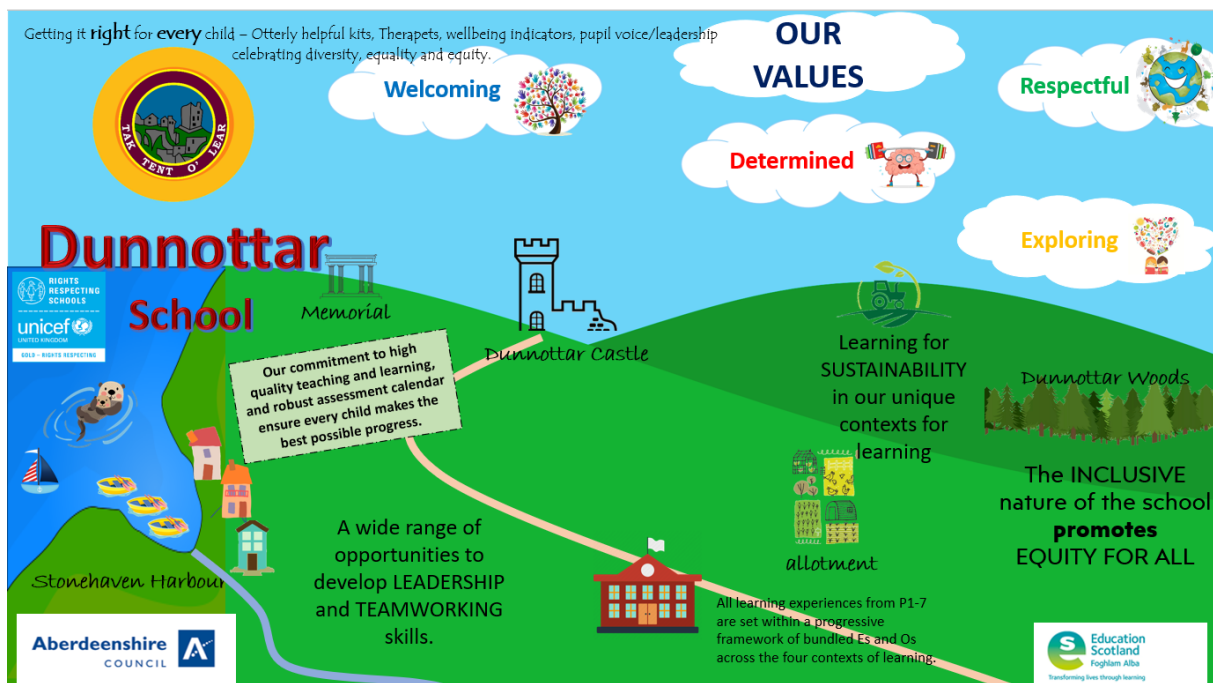 Getting it right for every child – Otterly helpful kits, Therapets, wellbeing indicators, pupil voice/leadership
celebrating diversity, equality and equity.
OUR
VALUES
Welcoming
Respectful
Determined
Exploring
TAK TENT O' LEAR
Dunnottar
School
RIGHTS
RESPECTING
SCHOOLS
unicef
UNITED KINGDOM
GOLD - RIGHTS RESPECTING
Memorial
Dunnottar Castle
Our commitment to high
quality teaching and learning,
and robust assessment calendar
ensure every child makes the
best possible progress.
Learning for
SUSTAINABILITY
in our unique
contexts for
learning
Dunnottar Woods
The INCLUSIVE
nature of the school
promotes
EQUITY FOR ALL
A wide range of
opportunities to
develop LEADERSHIP
and TEAMWORKING
skills.
allotment
Stonehaven Harbour
All learning experiences from P1-7
are set within a progressive
framework of bundled Es and Os
across the four contexts of learning.
Aberdeenshire
COUNCIL
Education
Scotland
Foghlam Alba
Transforming lives through learning